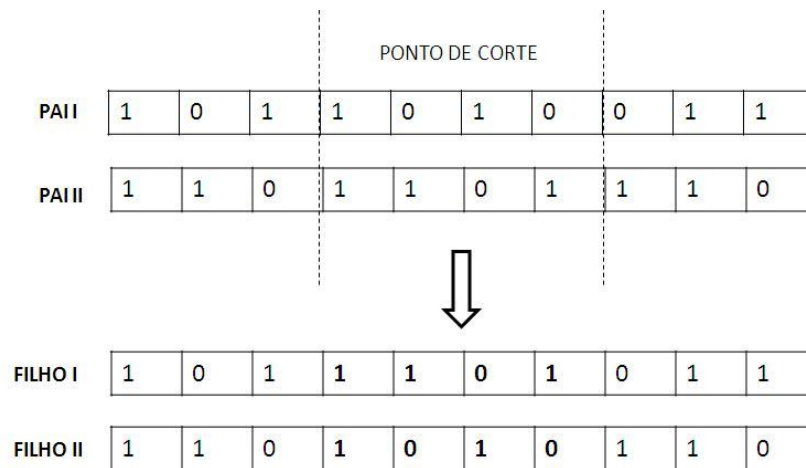 PONTO DE CORTE
PAI I 1 0 1 1 0 1 0 0 1 1
PAI II 1 1 0 1 1 0 1 1 1 0
FILHO I 1 0 1 1 1 0 1 0 1 1
FILHO II 1 1 0 1 0 1 0 1 1 0